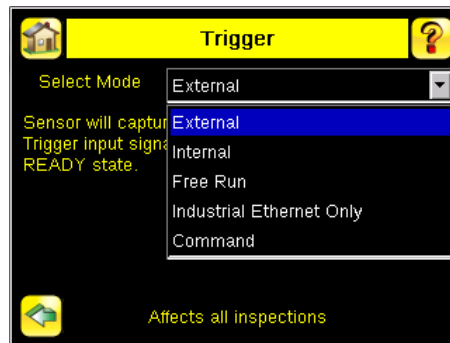 Trigger
?
Select Mode
External
Sensor will captur
Trigger input signa
READY state.
External
Internal
Free Run
Industrial Ethernet Only
Command
Affects all inspections